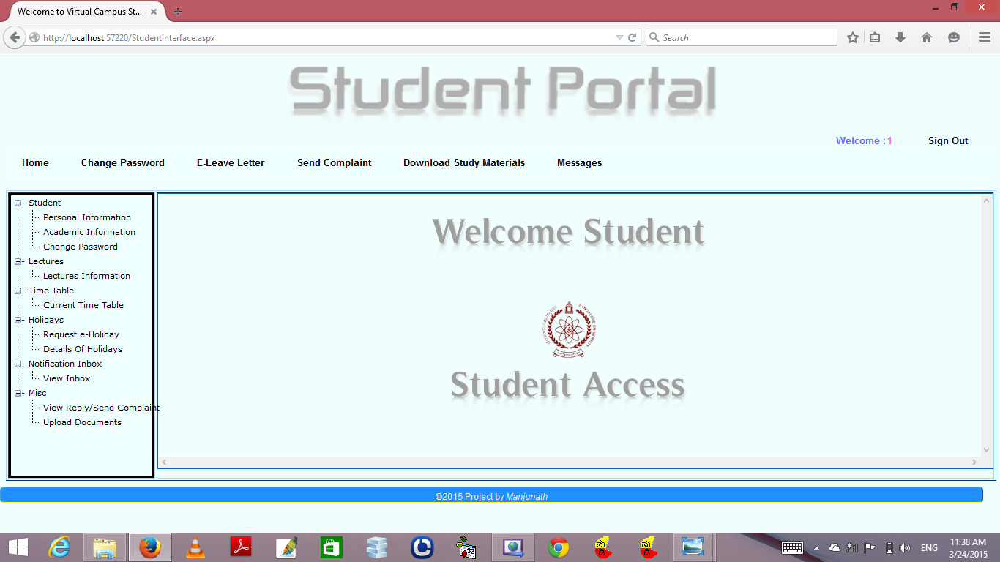 Welcome to Virtual Campus St...
http://localhost:57220/StudentInterface.aspx
Search
Student Portal
Welcome : 1
Sign Out
Home
Change Password
E-Leave Letter
Send Complaint
Download Study Materials
Messages
Student
Personal Information
Academic Information
Change Password
Lectures
Lectures Information
Time Table
Current Time Table
Holidays
Request e-Holiday
Details Of Holidays
Notification Inbox
View Inbox
Misc
View Reply/Send Complaint
Upload Documents
Welcome Student
BANGALORE UNIVERSITY
Student Access
©2015 Project by Manjunath
32
ENG
11:38 AM
3/24/2015